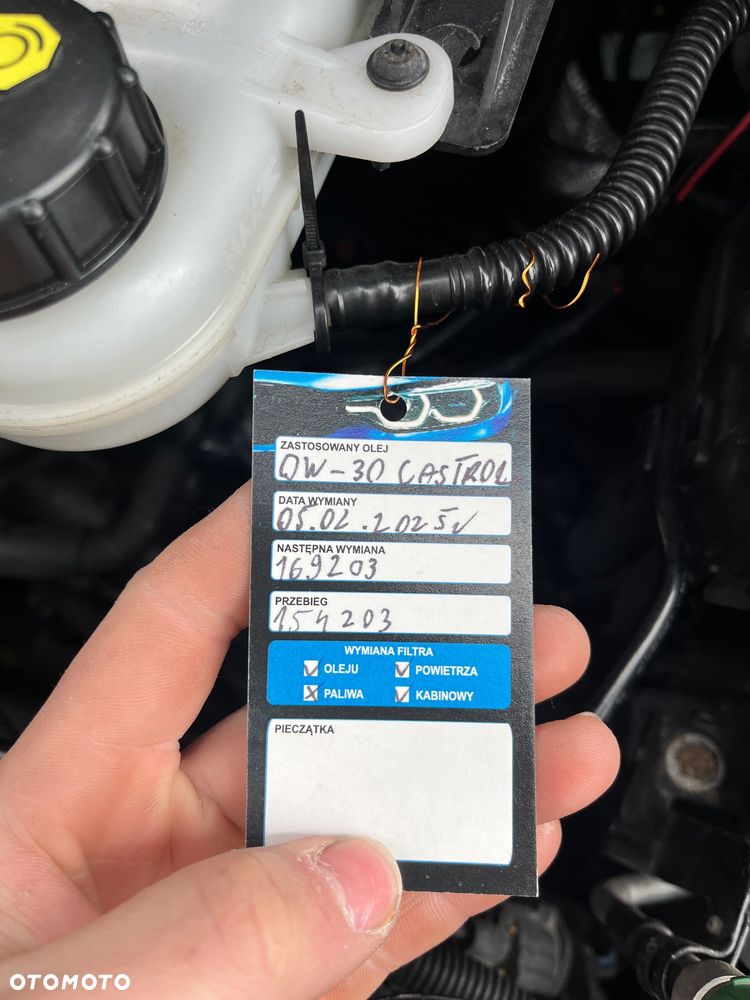 ZASTOSOWANY OLEJ
0W-30 CASTROL
DATA WYMIANY
05.02.2025r
NASTĘPNA WYMIANA
169203
PRZEBIEG
154203
WYMIANA FILTRA
OLEJU POWIETRZA
PALIWA KABINOWY
PIECZĄTKA
OTOMOTO